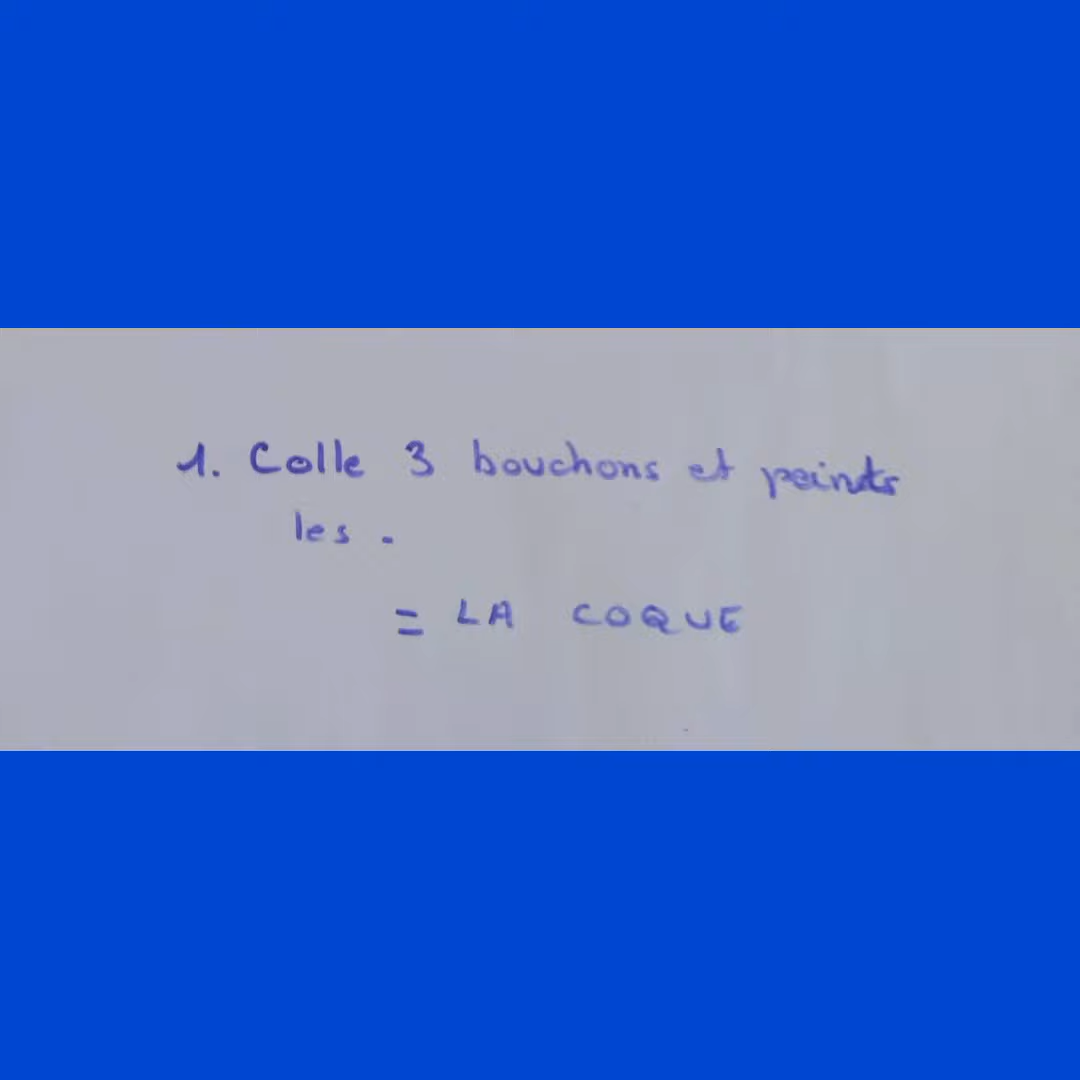 1. Colle 3 bouchons et peints
les .
= LA COQUE